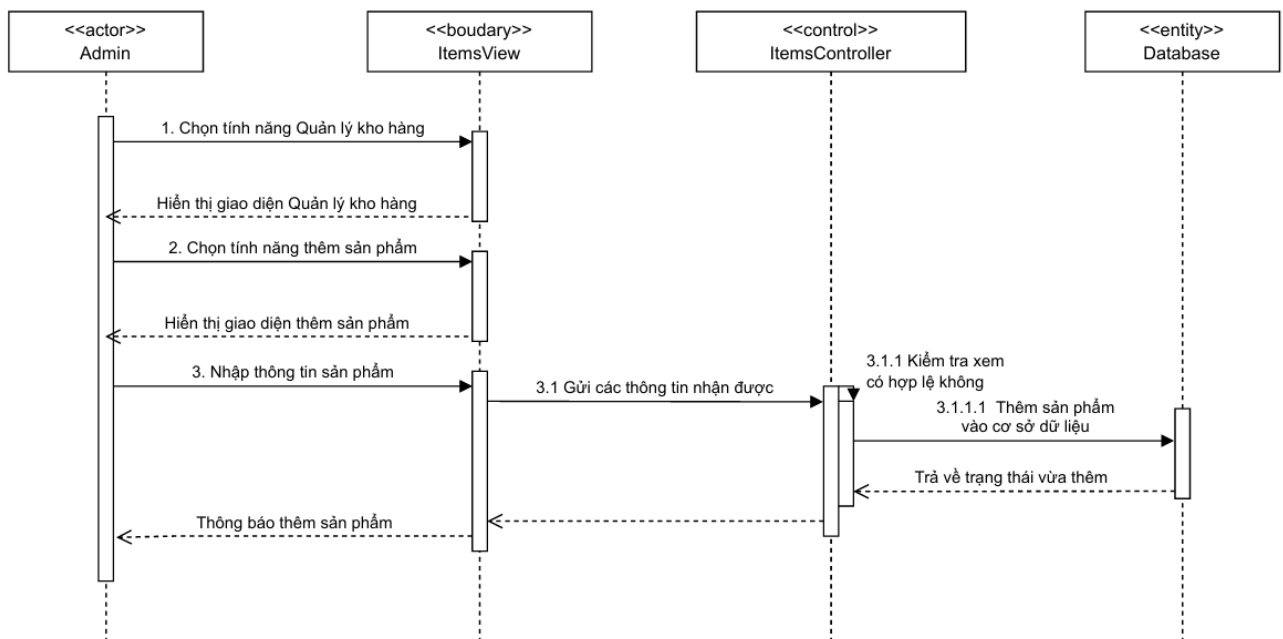 <<actor>>
Admin
<<boudary>>
ItemsView
<<control>>
ItemsController
<<entity>>
Database
1. Chọn tính năng Quản lý kho hàng
Hiển thị giao diện Quản lý kho hàng
2. Chọn tính năng thêm sản phẩm
Hiển thị giao diện thêm sản phẩm
3. Nhập thông tin sản phẩm
3.1 Gửi các thông tin nhận được
3.1.1 Kiểm tra xem
có hợp lệ không
3.1.1.1 Thêm sản phẩm
vào cơ sở dữ liệu
Trả về trạng thái vừa thêm
Thông báo thêm sản phẩm